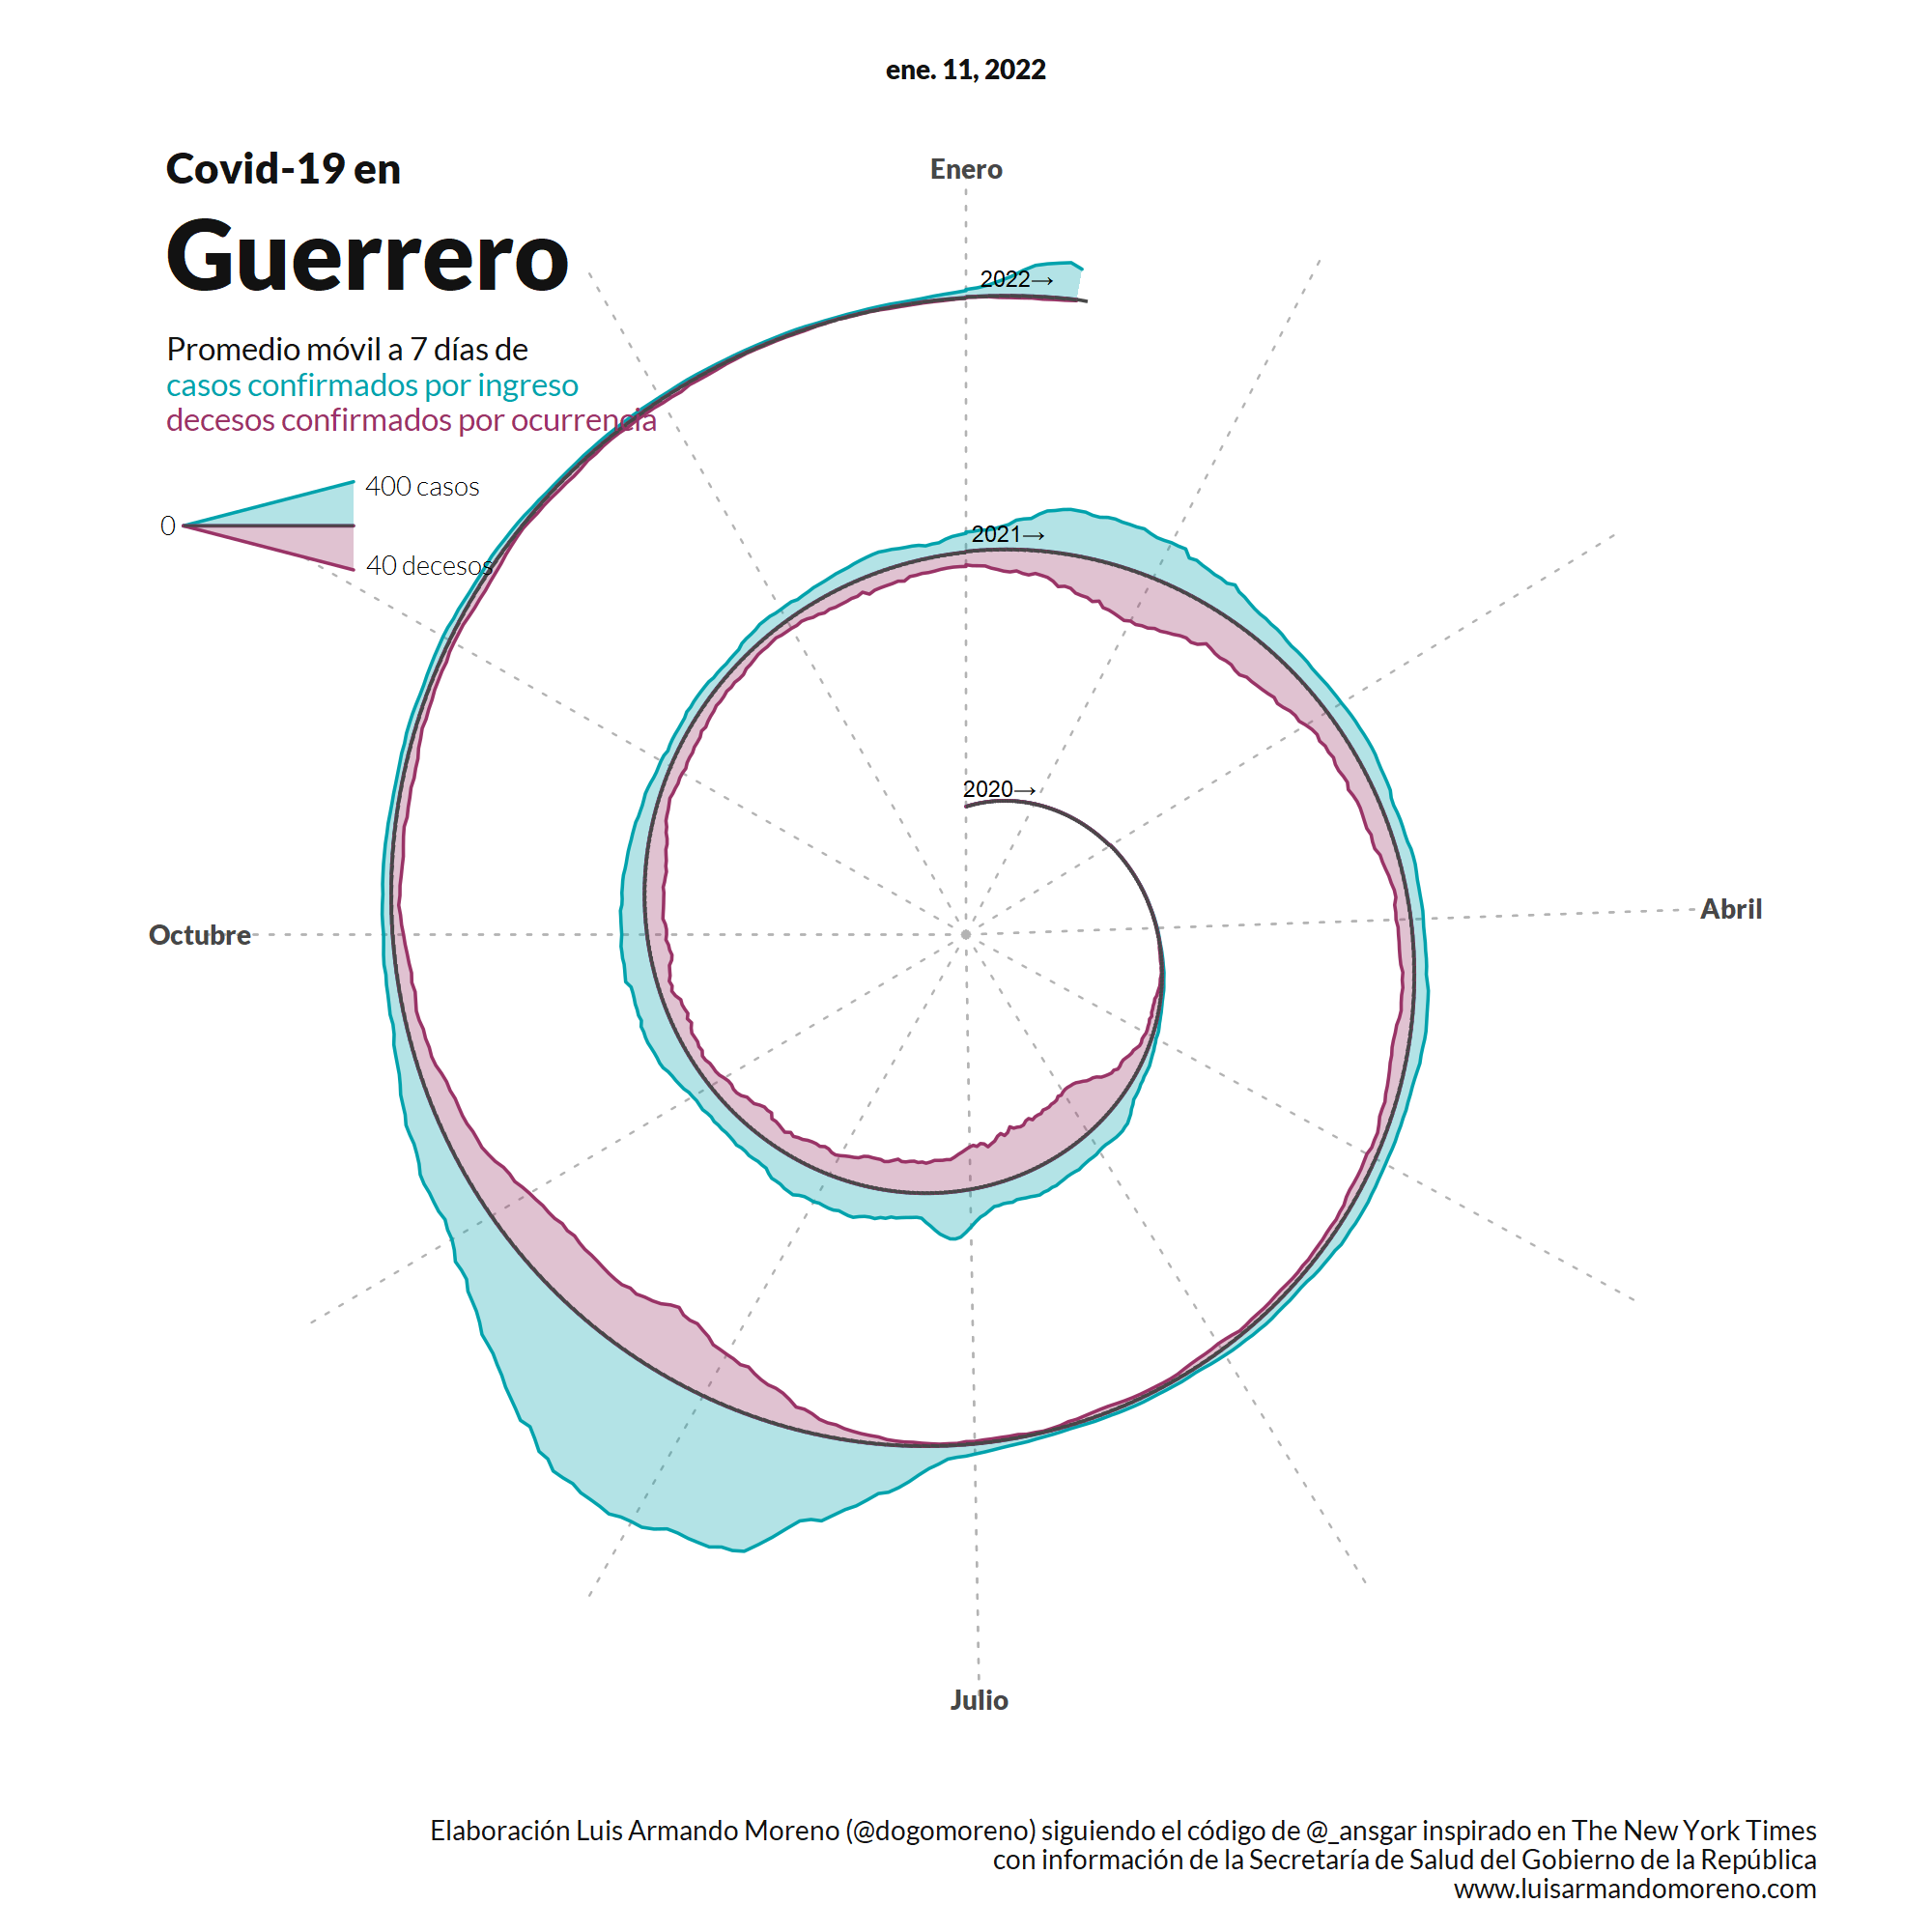 ene. 11, 2022
Covid-19 en
Guerrero
Promedio móvil a 7 días de
casos confirmados por ingreso
decesos confirmados por ocurrencia
400 casos
0
40 decesos
Enero
2022→
2021→
2020→
Abril
Octubre
Julio
Elaboración Luis Armando Moreno (@dogomoreno) siguiendo el código de @_ansgar inspirado en The New York Times
con información de la Secretaría de Salud del Gobierno de la República
www.luisarmandomoreno.com